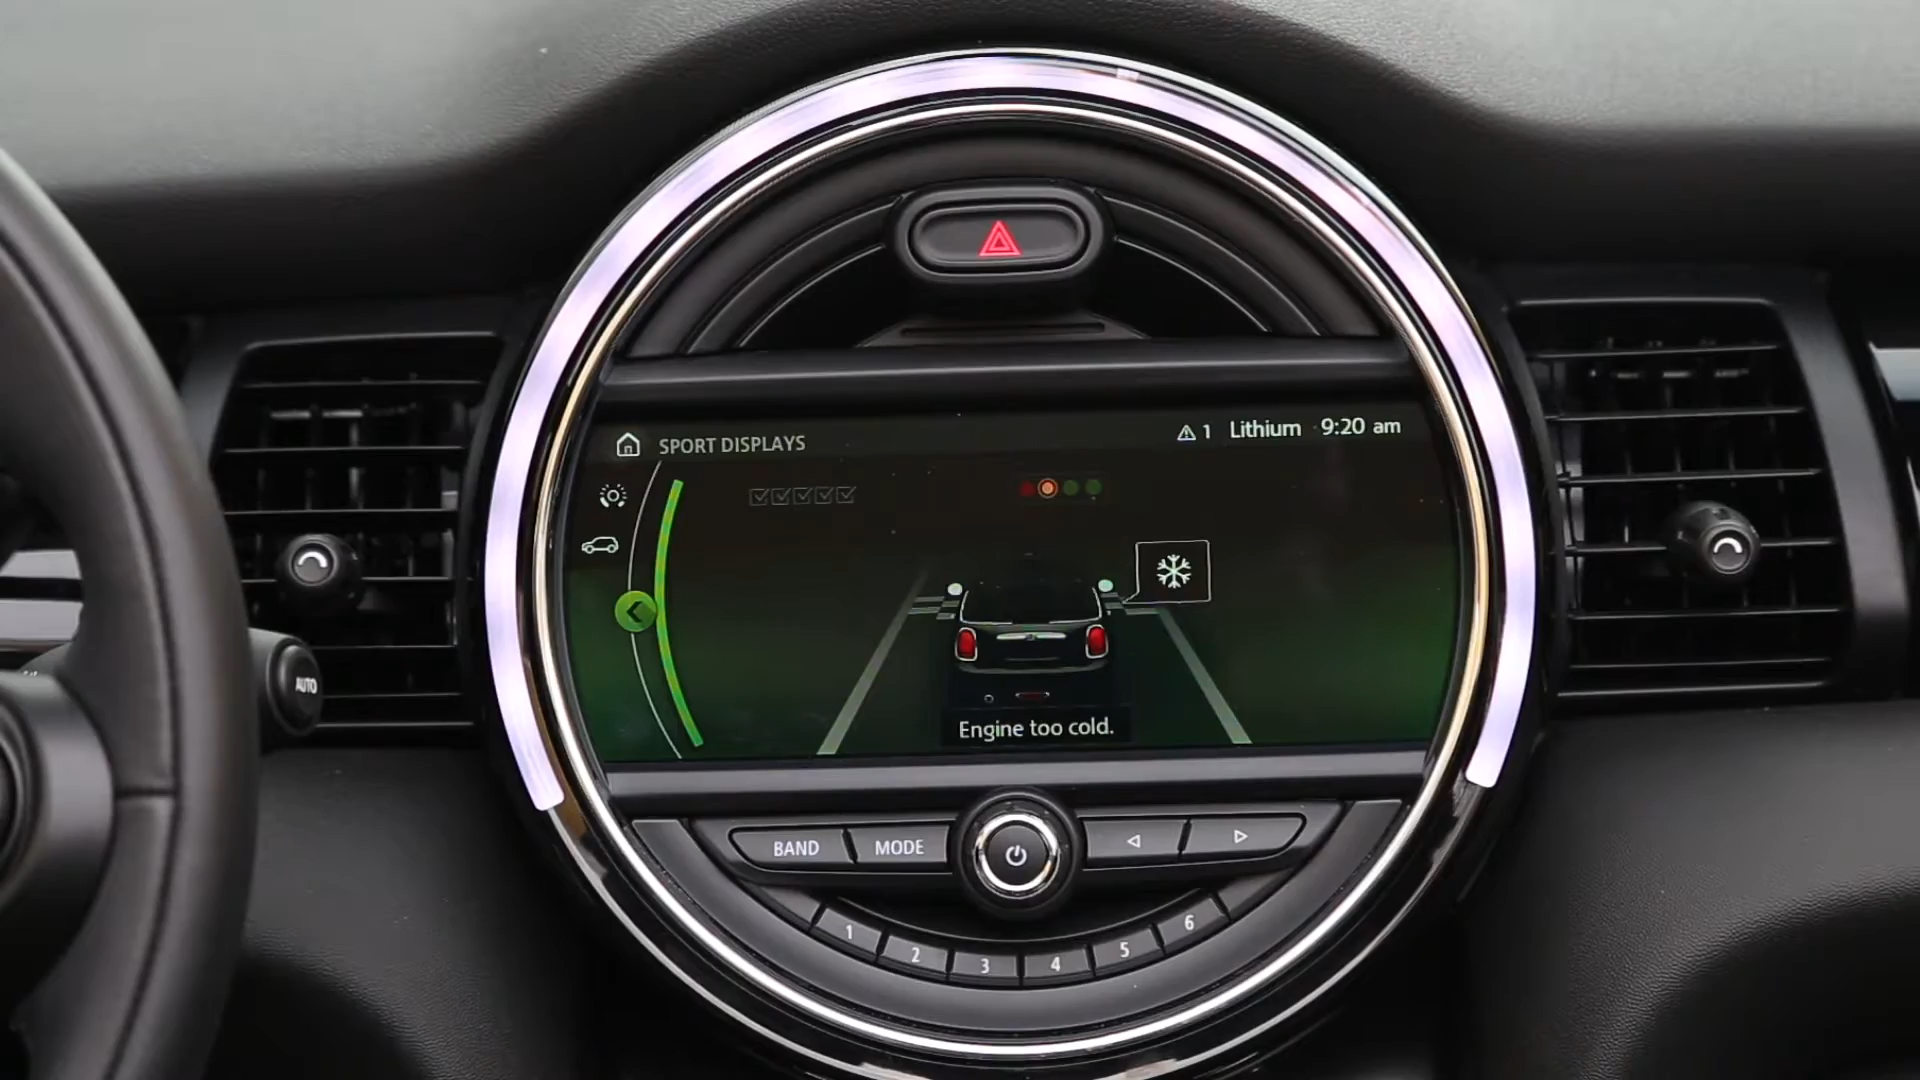 SPORT DISPLAYS
1 Lithium 9:20 am
Engine too cold.
AUTO
BAND MODE
1 2 3 4 5 6